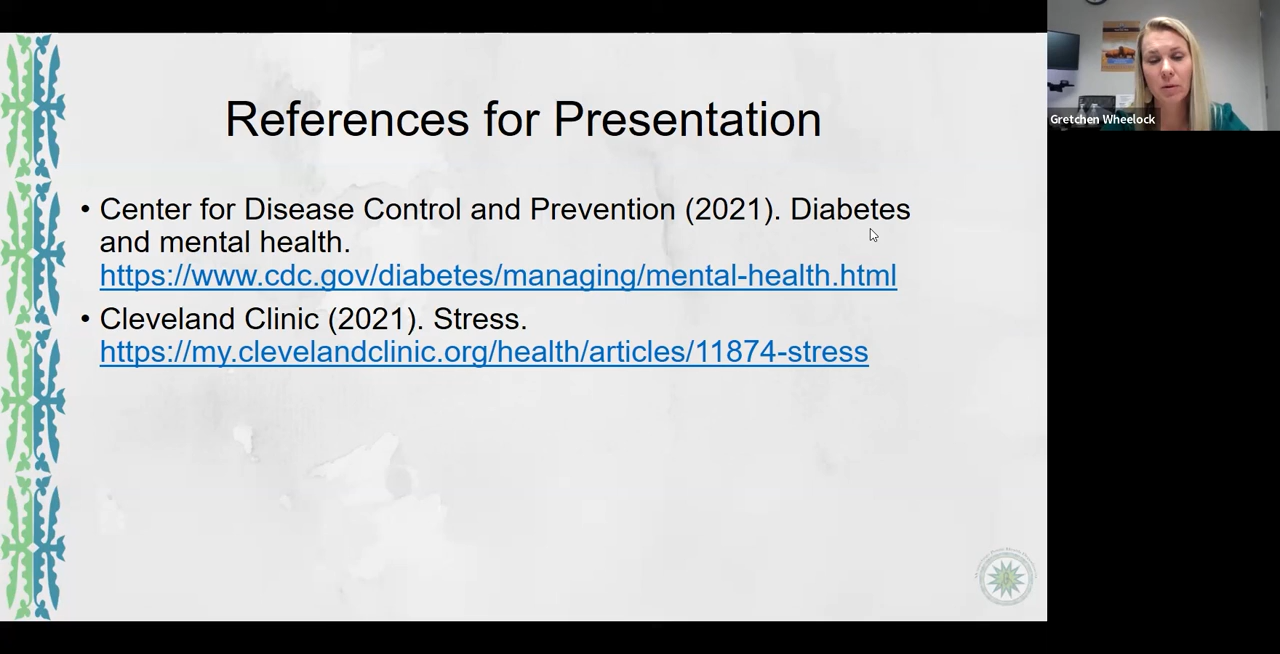 References for Presentation
• Center for Disease Control and Prevention (2021). Diabetes
and mental health.
https://www.cdc.gov/diabetes/managing/mental-health.html
• Cleveland Clinic (2021). Stress.
https://my.clevelandclinic.org/health/articles/11874-stress
Gretchen Wheelock